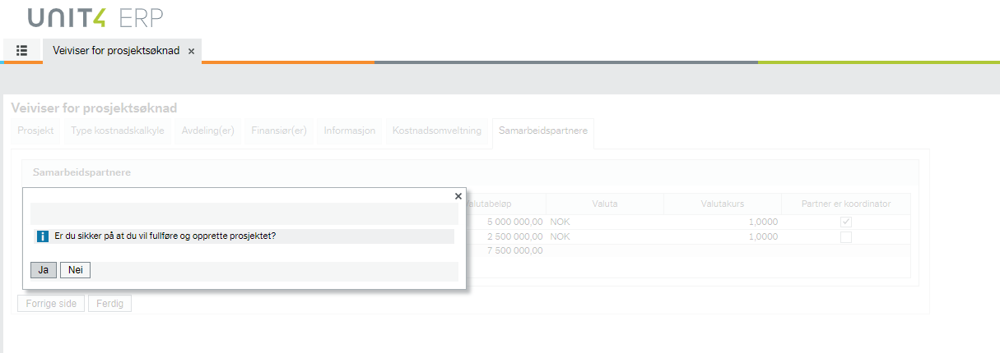 UNIT4 ERP
Veiviser for prosjektsøknad ×
Veiviser for prosjektsøknad
Prosjekt Type kostnadskalkyle Avdeling(er) Finansiør(er) Informasjon Kostnadsomveltning Samarbeidspartnere
Samarbeidspartnere
Valutabeløp Valuta Valutakurs Partner er koordinator
5 000 000,00 NOK 1,0000
2 500 000,00 NOK 1,0000
7 500 000,00
Er du sikker på at du vil fullføre og opprette prosjektet?
Ja Nei
Forrige side Ferdig